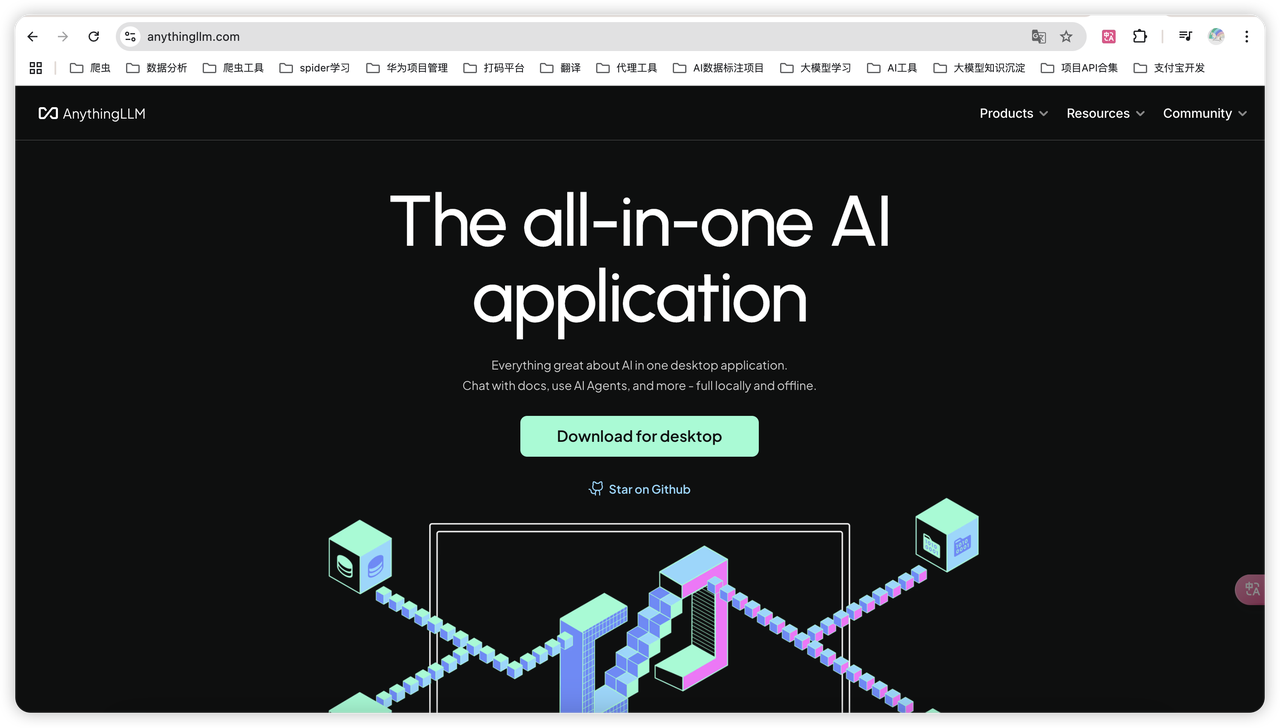 anythingllm.com
爬虫 数据分析 爬虫工具 spider学习 华为项目管理 打码平台 翻译 代理工具 AI数据标注项目 大模型学习 AI工具 大模型知识沉淀 项目API合集 支付宝开发
AnythingLLM Products Resources Community
The all-in-one AI
application
Everything great about AI in one desktop application.
Chat with docs, use AI Agents, and more - full locally and offline.
Download for desktop
Star on Github